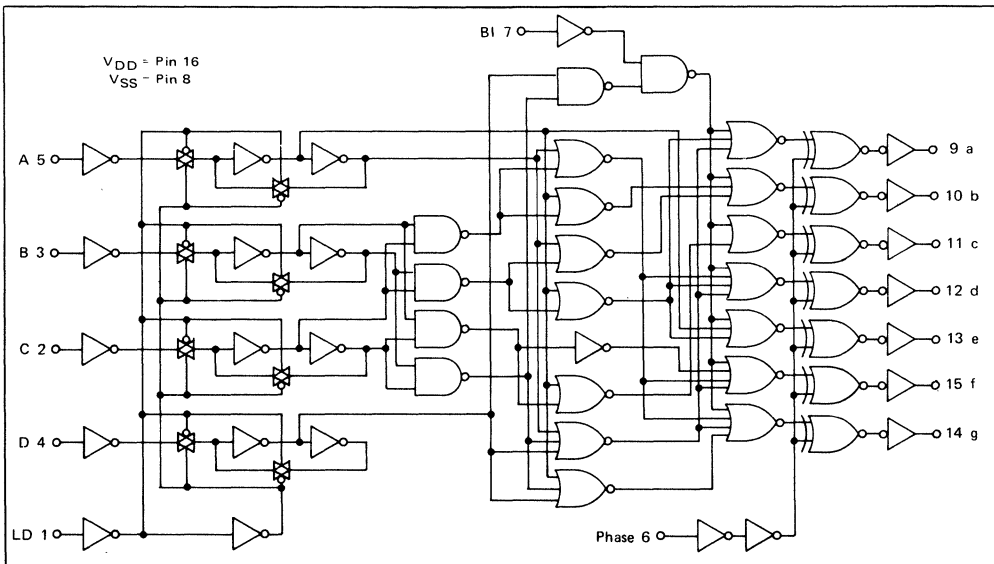 BI 7
VDD = Pin 16
VSS – Pin 8
A 5
B 3
C 2
D 4
LD 1
Phase 6
9 a
10 b
11 c
12 d
13 e
15 f
14 g